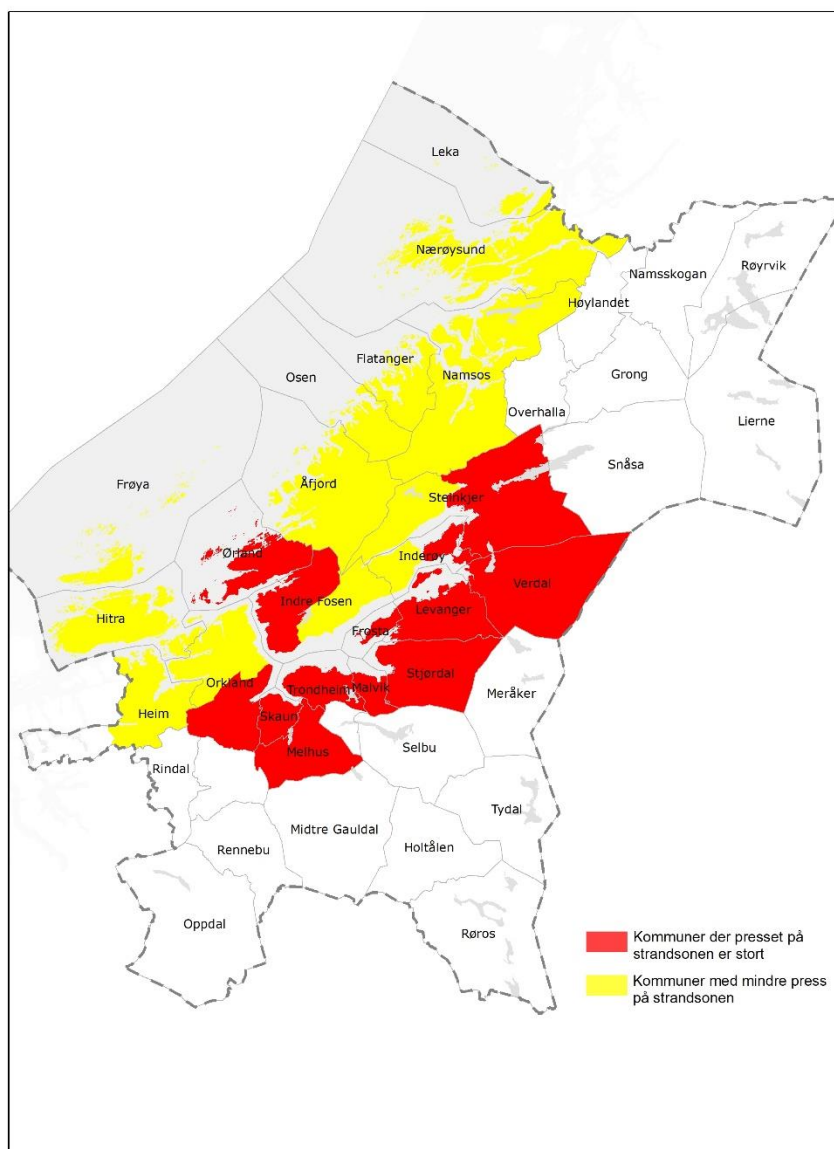 Leka
Nærøysund
Namsskogan
Røyrvik
Høylandet
Flatanger
Osen
Namsos
Grong
Overhalla
Lierne
Snåsa
Frøya
Åfjord
Steinkjer
Ørland
Inderøy
Verdal
Indre Fosen
Levanger
Hitra
Frosta
Stjørdal
Orkland
Trondheim
Malvik
Meråker
Heim
Skaun
Melhus
Selbu
Rindal
Tydal
Midtre Gauldal
Rennebu
Holtålen
Oppdal
Røros
Kommuner der presset på
strandsonen er stort
Kommuner med mindre press
på strandsonen